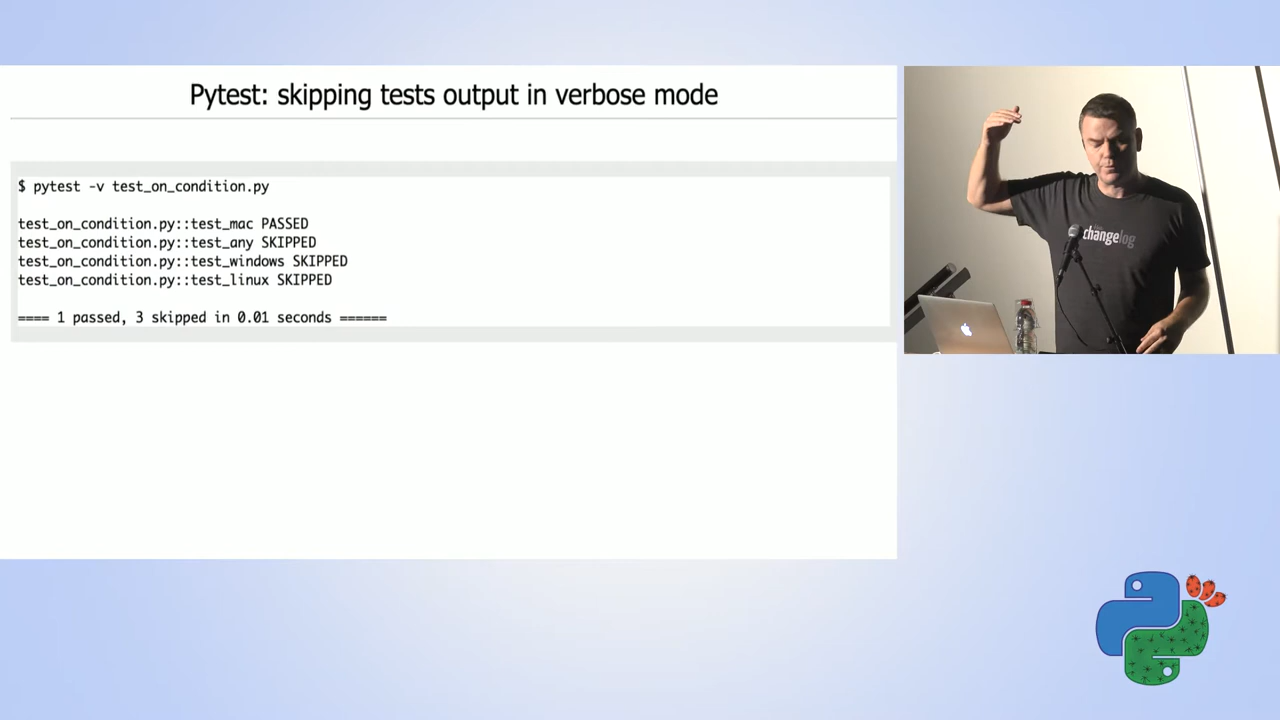 Pytest: skipping tests output in verbose mode
$ pytest -v test_on_condition.py
test_on_condition.py::test_mac PASSED
test_on_condition.py::test_any SKIPPED
test_on_condition.py::test_windows SKIPPED
test_on_condition.py::test_linux SKIPPED
==== 1 passed, 3 skipped in 0.01 seconds ======
changelog